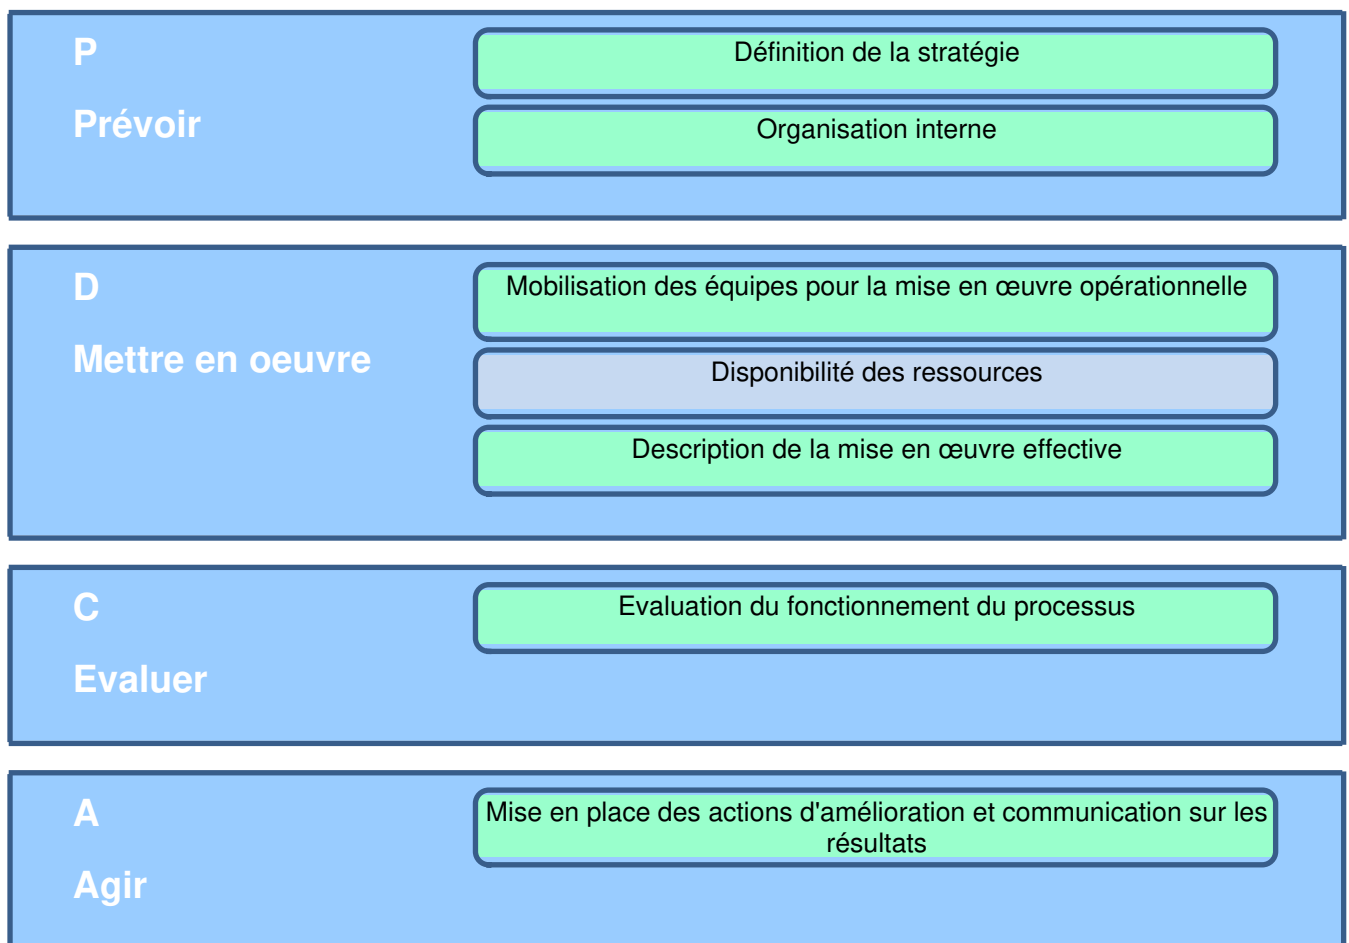 P
Prévoir
Définition de la stratégie
Organisation interne
D
Mettre en oeuvre
Mobilisation des équipes pour la mise en œuvre opérationnelle
Disponibilité des ressources
Description de la mise en œuvre effective
C
Evaluer
Evaluation du fonctionnement du processus
A
Agir
Mise en place des actions d'amélioration et communication sur les
résultats